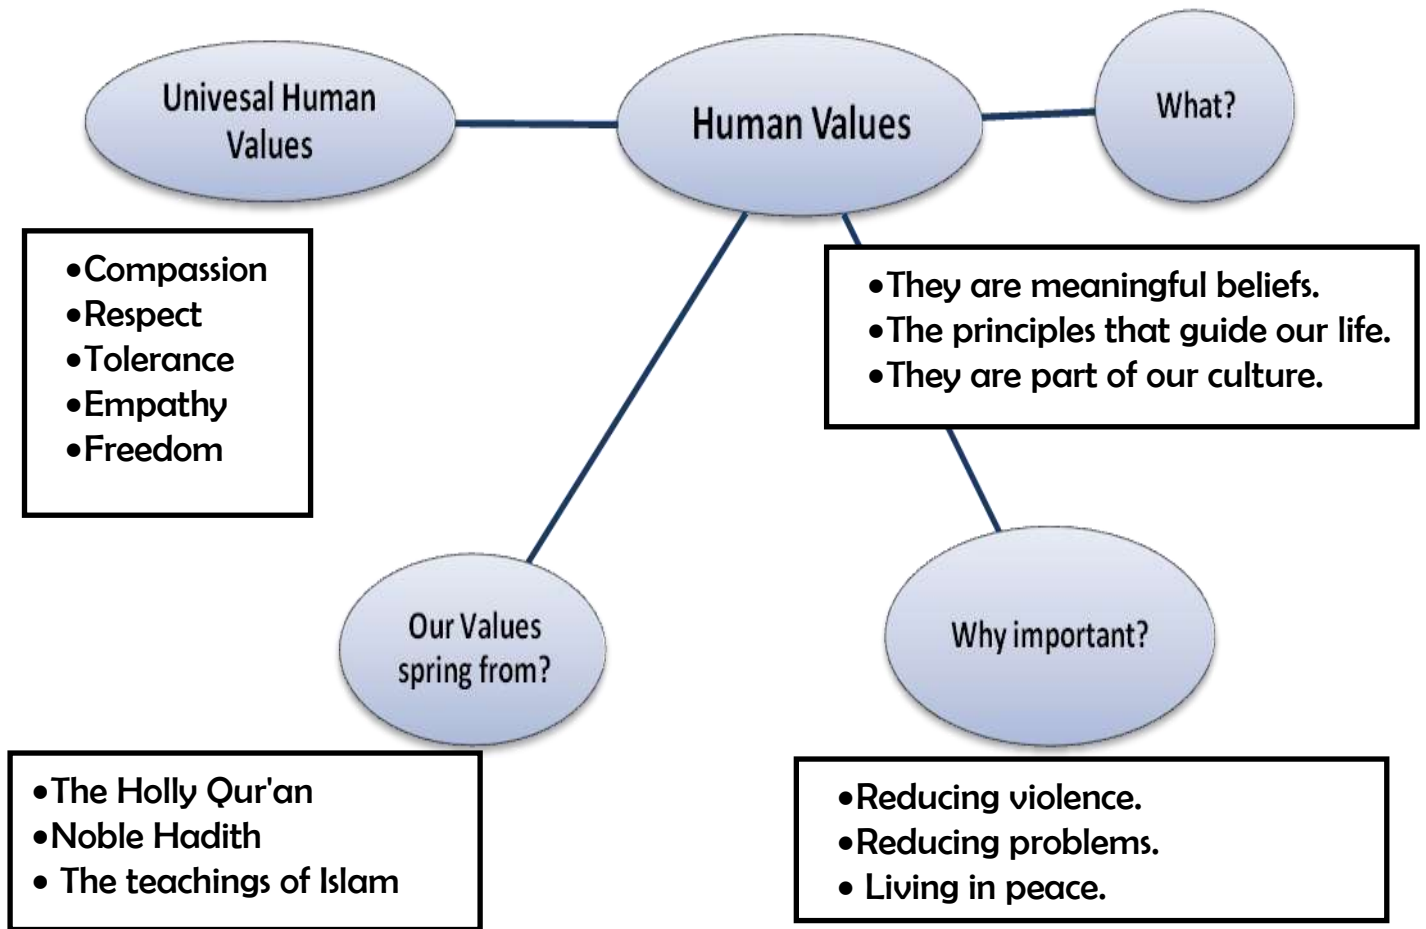 Univesal Human
Values
Human Values
What?
•Compassion
•Respect
•Tolerance
•Empathy
•Freedom
•They are meaningful beliefs.
•The principles that guide our life.
•They are part of our culture.
Our Values
spring from?
Why important?
•The Holly Qur'an
•Noble Hadith
• The teachings of Islam
•Reducing violence.
•Reducing problems.
• Living in peace.